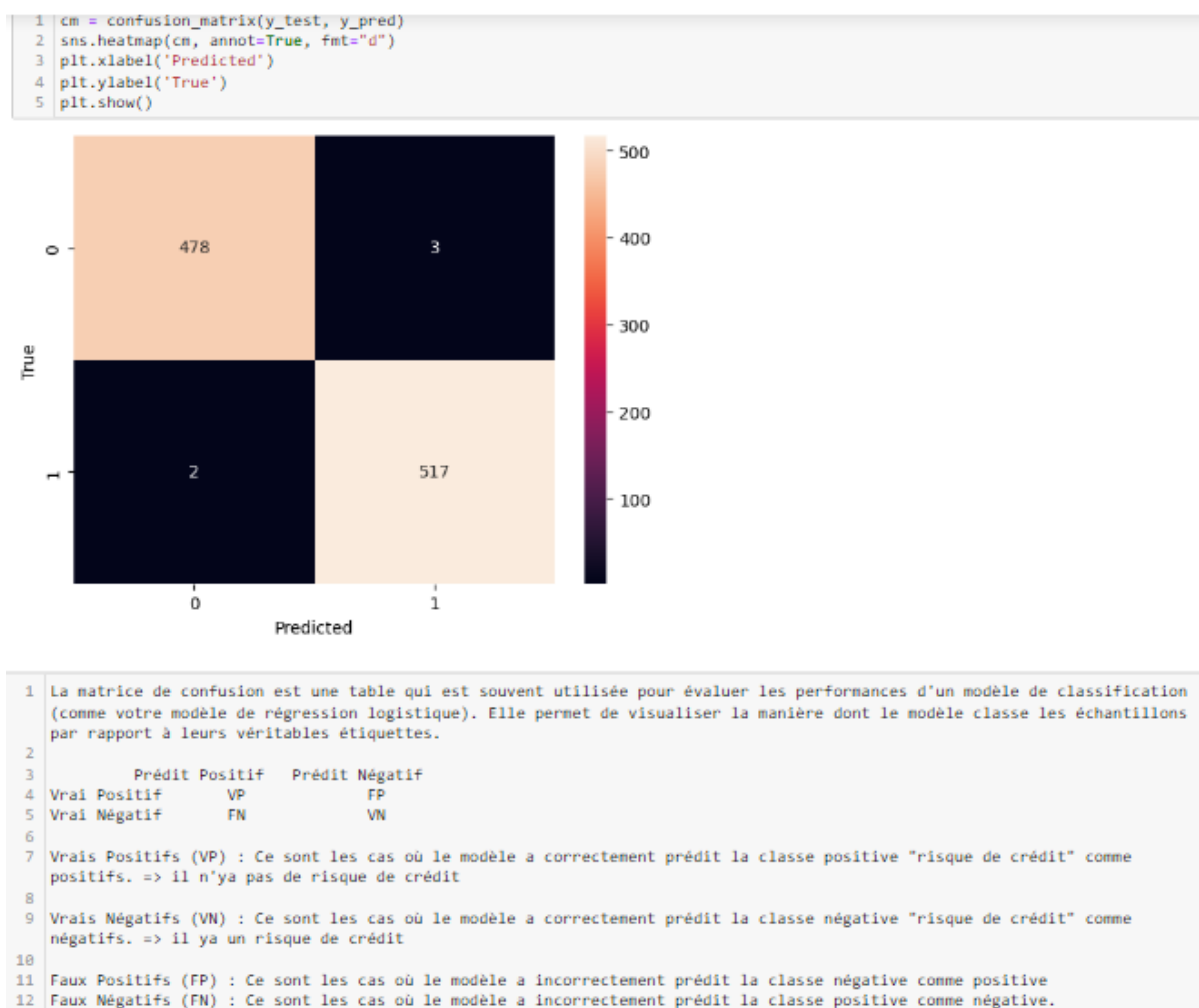 1 cm = confusion_matrix(y_test, y_pred)
2 sns.heatmap(cm, annot=True, fmt="d")
3 plt.xlabel('Predicted')
4 plt.ylabel('True')
5 plt.show()
500
478 3
0
400
300
True
200
2 517
1
100
0 1
Predicted
1 La matrice de confusion est une table qui est souvent utilisée pour évaluer les performances d'un modèle de classification
(comme votre modèle de régression logistique). Elle permet de visualiser la manière dont le modèle classe les échantillons
par rapport à leurs véritables étiquettes.
2
3 Prédit Positif Prédit Négatif
4 Vrai Positif VP FP
5 Vrai Négatif FN VN
6
7 Vrais Positifs (VP) : Ce sont les cas où le modèle a correctement prédit la classe positive "risque de crédit" comme
positifs. => il n'ya pas de risque de crédit
8
9 Vrais Négatifs (VN) : Ce sont les cas où le modèle a correctement prédit la classe négative "risque de crédit" comme
négatifs. => il ya un risque de crédit
10
11 Faux Positifs (FP) : Ce sont les cas où le modèle a incorrectement prédit la classe négative comme positive
12 Faux Négatifs (FN) : Ce sont les cas où le modèle a incorrectement prédit la classe positive comme négative.